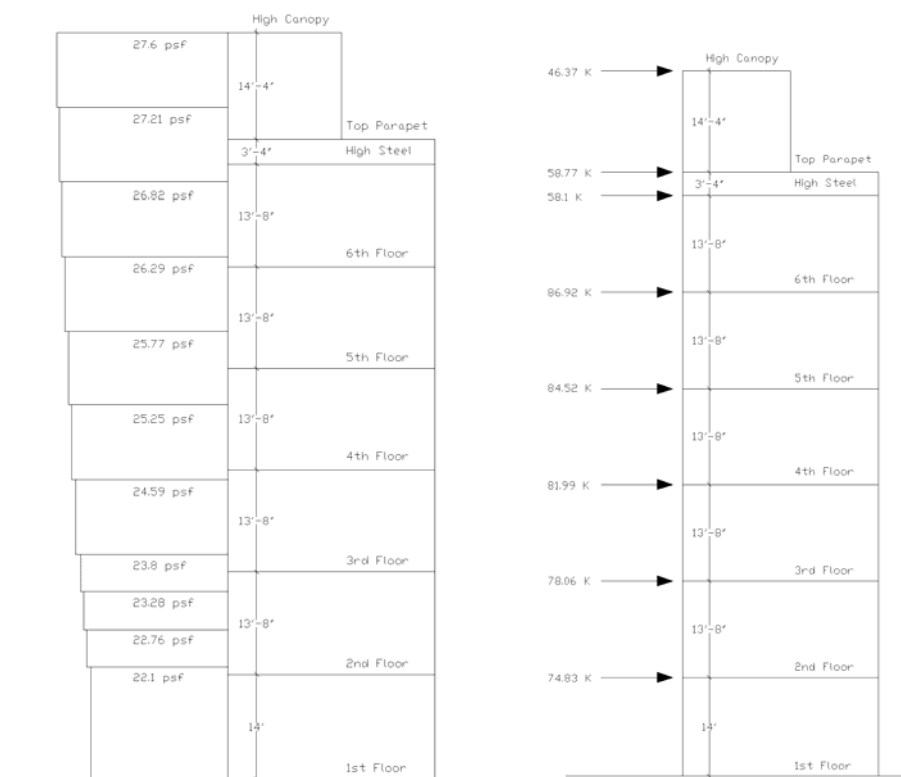 High Canopy
27.6 psf
14'-4"
27.21 psf
Top Parapet
3'-4"
High Steel
26.82 psf
13'-8"
6th Floor
26.29 psf
13'-8"
25.77 psf
5th Floor
25.25 psf
13'-8"
4th Floor
24.59 psf
13'-8"
3rd Floor
23.8 psf
23.28 psf
13'-8"
22.76 psf
2nd Floor
22.1 psf
14'
1st Floor
High Canopy
46.37 K
14'-4"
Top Parapet
58.77 K
3'-4"
High Steel
58.1 K
13'-8"
6th Floor
86.92 K
13'-8"
5th Floor
84.52 K
13'-8"
4th Floor
81.99 K
13'-8"
3rd Floor
78.06 K
13'-8"
2nd Floor
74.83 K
14'
1st Floor